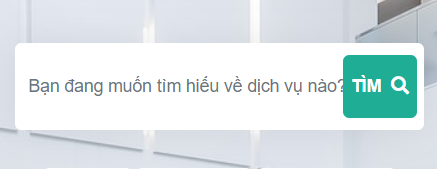 Bạn đang muốn tìm hiểu về dịch vụ nào? TÌM